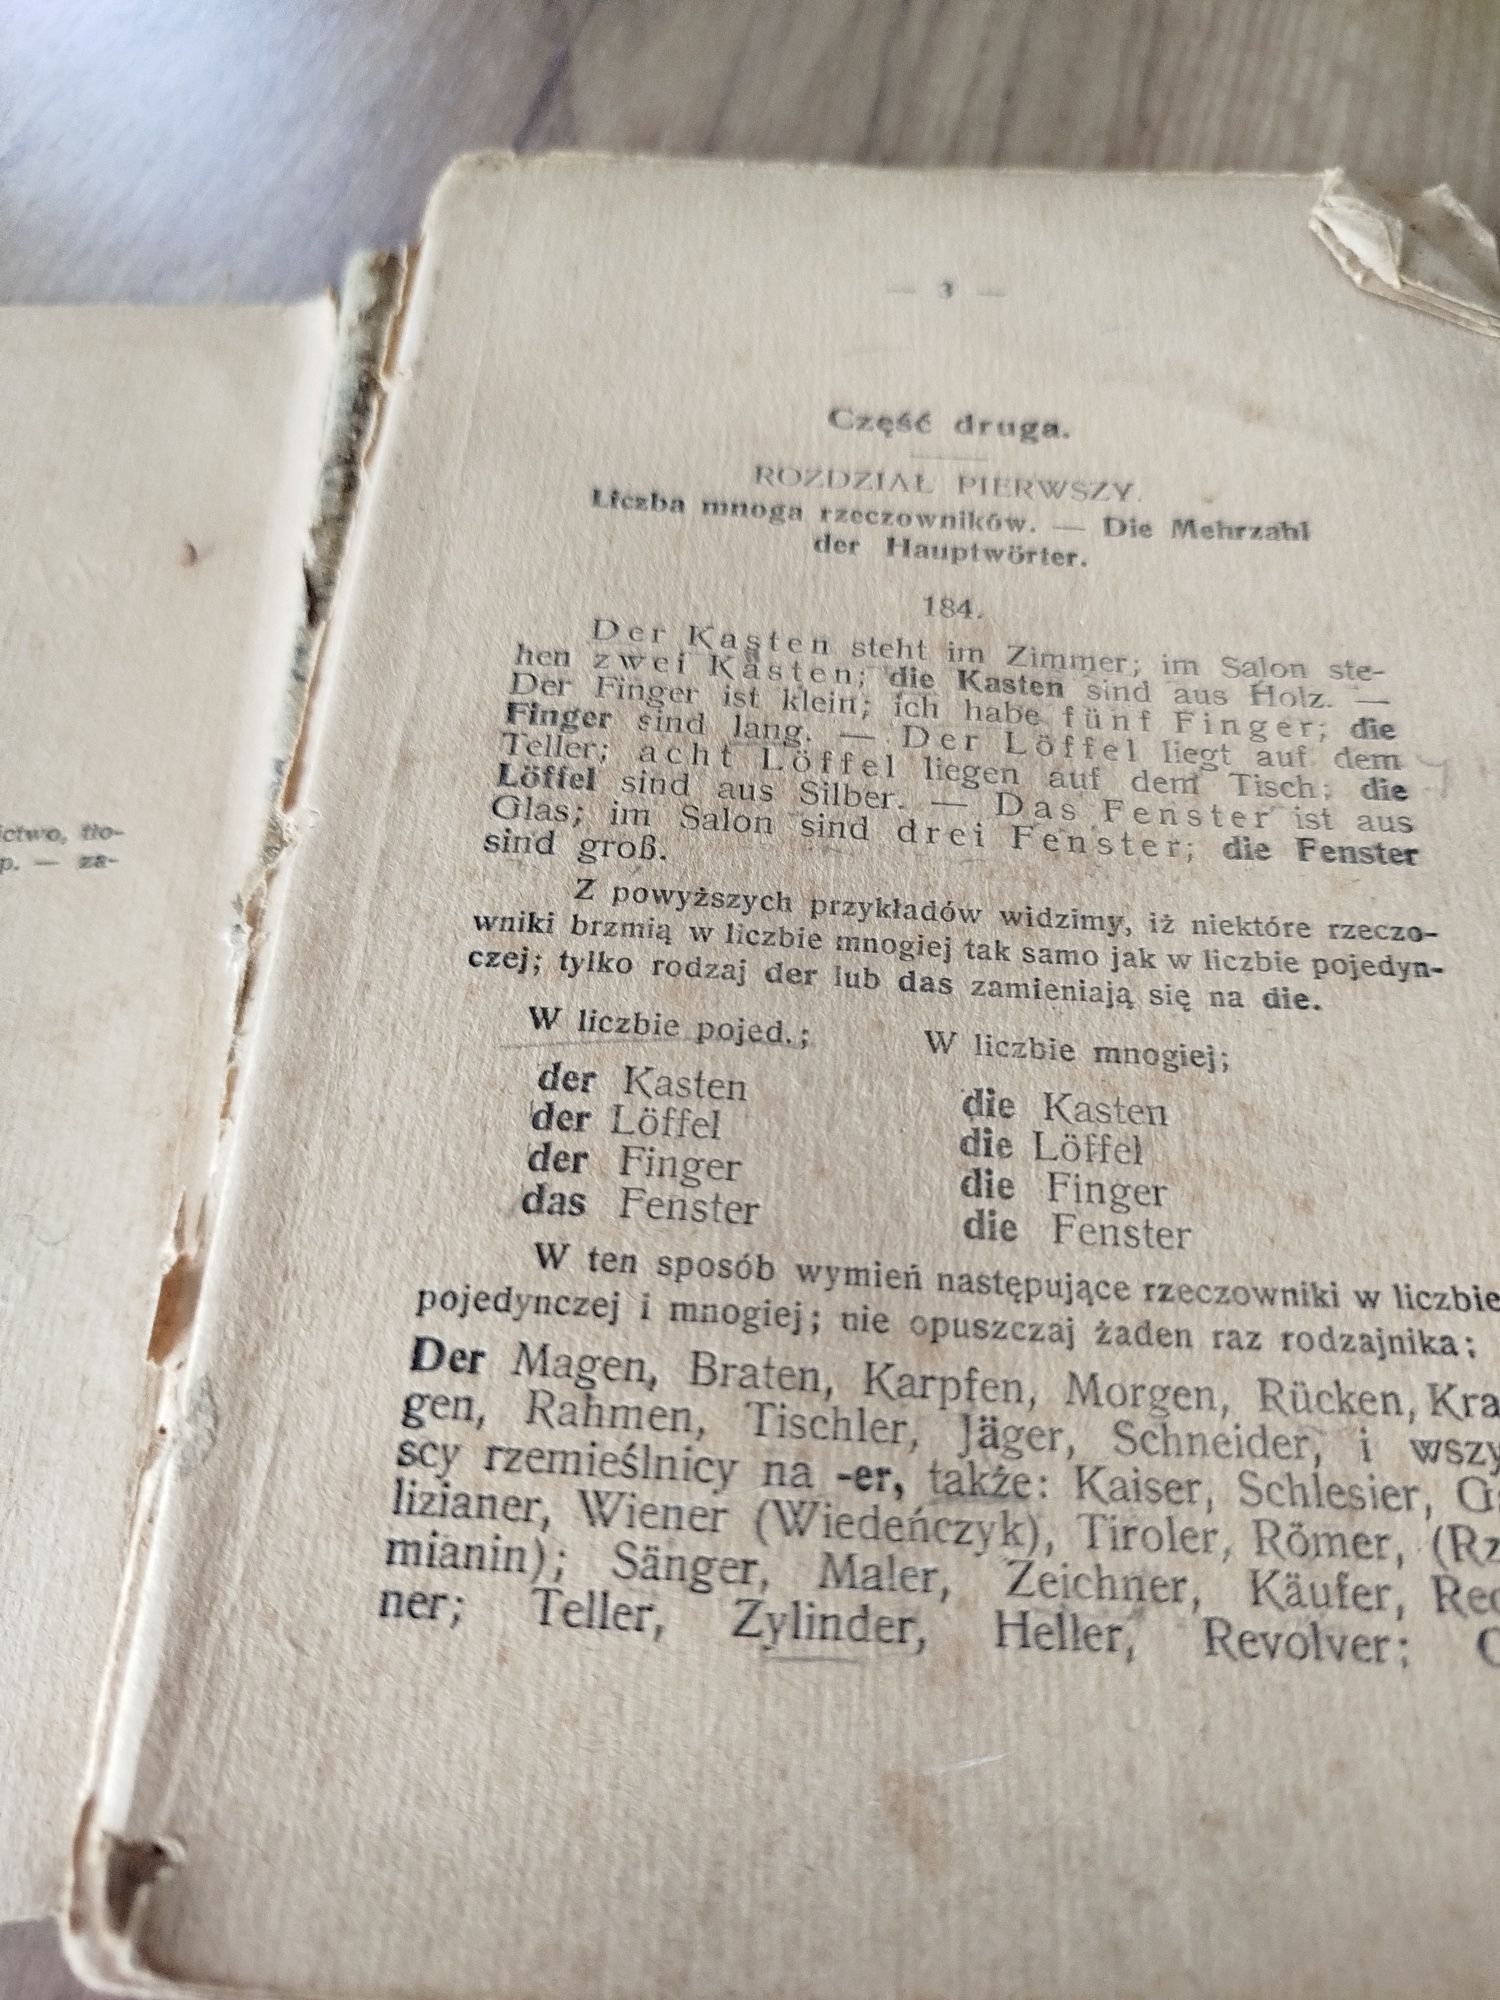 ictwo, tło-
p. — za-
— 3 —
Część druga.
ROZDZIAŁ PIERWSZY.
Liczba mnoga rzeczowników. — Die Mehrzahl
der Hauptwörter.
184.
Der Kasten steht im Zimmer; im Salon ste-
hen zwei Kasten; die Kasten sind aus Holz. —
Der Finger ist klein; ich habe fünf Finger; die
Finger sind lang. — Der Löffel liegt auf dem
Teller; acht Löffel liegen auf dem Tisch; die
Löffel sind aus Silber. — Das Fenster ist aus
Glas; im Salon sind drei Fenster; die Fenster
sind groß.
Z powyższych przykładów widzimy, iż niektóre rzeczo-
wniki brzmią w liczbie mnogiej tak samo jak w liczbie pojedyn-
czej; tylko rodzaj der lub das zamieniają się na die.
W liczbie pojed.; W liczbie mnogiej;
der Kasten die Kasten
der Löffel die Löffel
der Finger die Finger
das Fenster die Fenster
W ten sposób wymień następujące rzeczowniki w liczbie
pojedynczej i mnogiej; nie opuszczaj żaden raz rodzajnika:
Der Magen, Braten, Karpfen, Morgen, Rücken, Kra
gen, Rahmen, Tischler, Jäger, Schneider, i wszy
scy rzemieślnicy na -er, także: Kaiser, Schlesier, G
lizianer, Wiener (Wiedeńczyk), Tiroler, Römer, (Rz
mianin); Sänger, Maler, Zeichner, Käufer, Red
ner; Teller, Zylinder, Heller, Revolver;